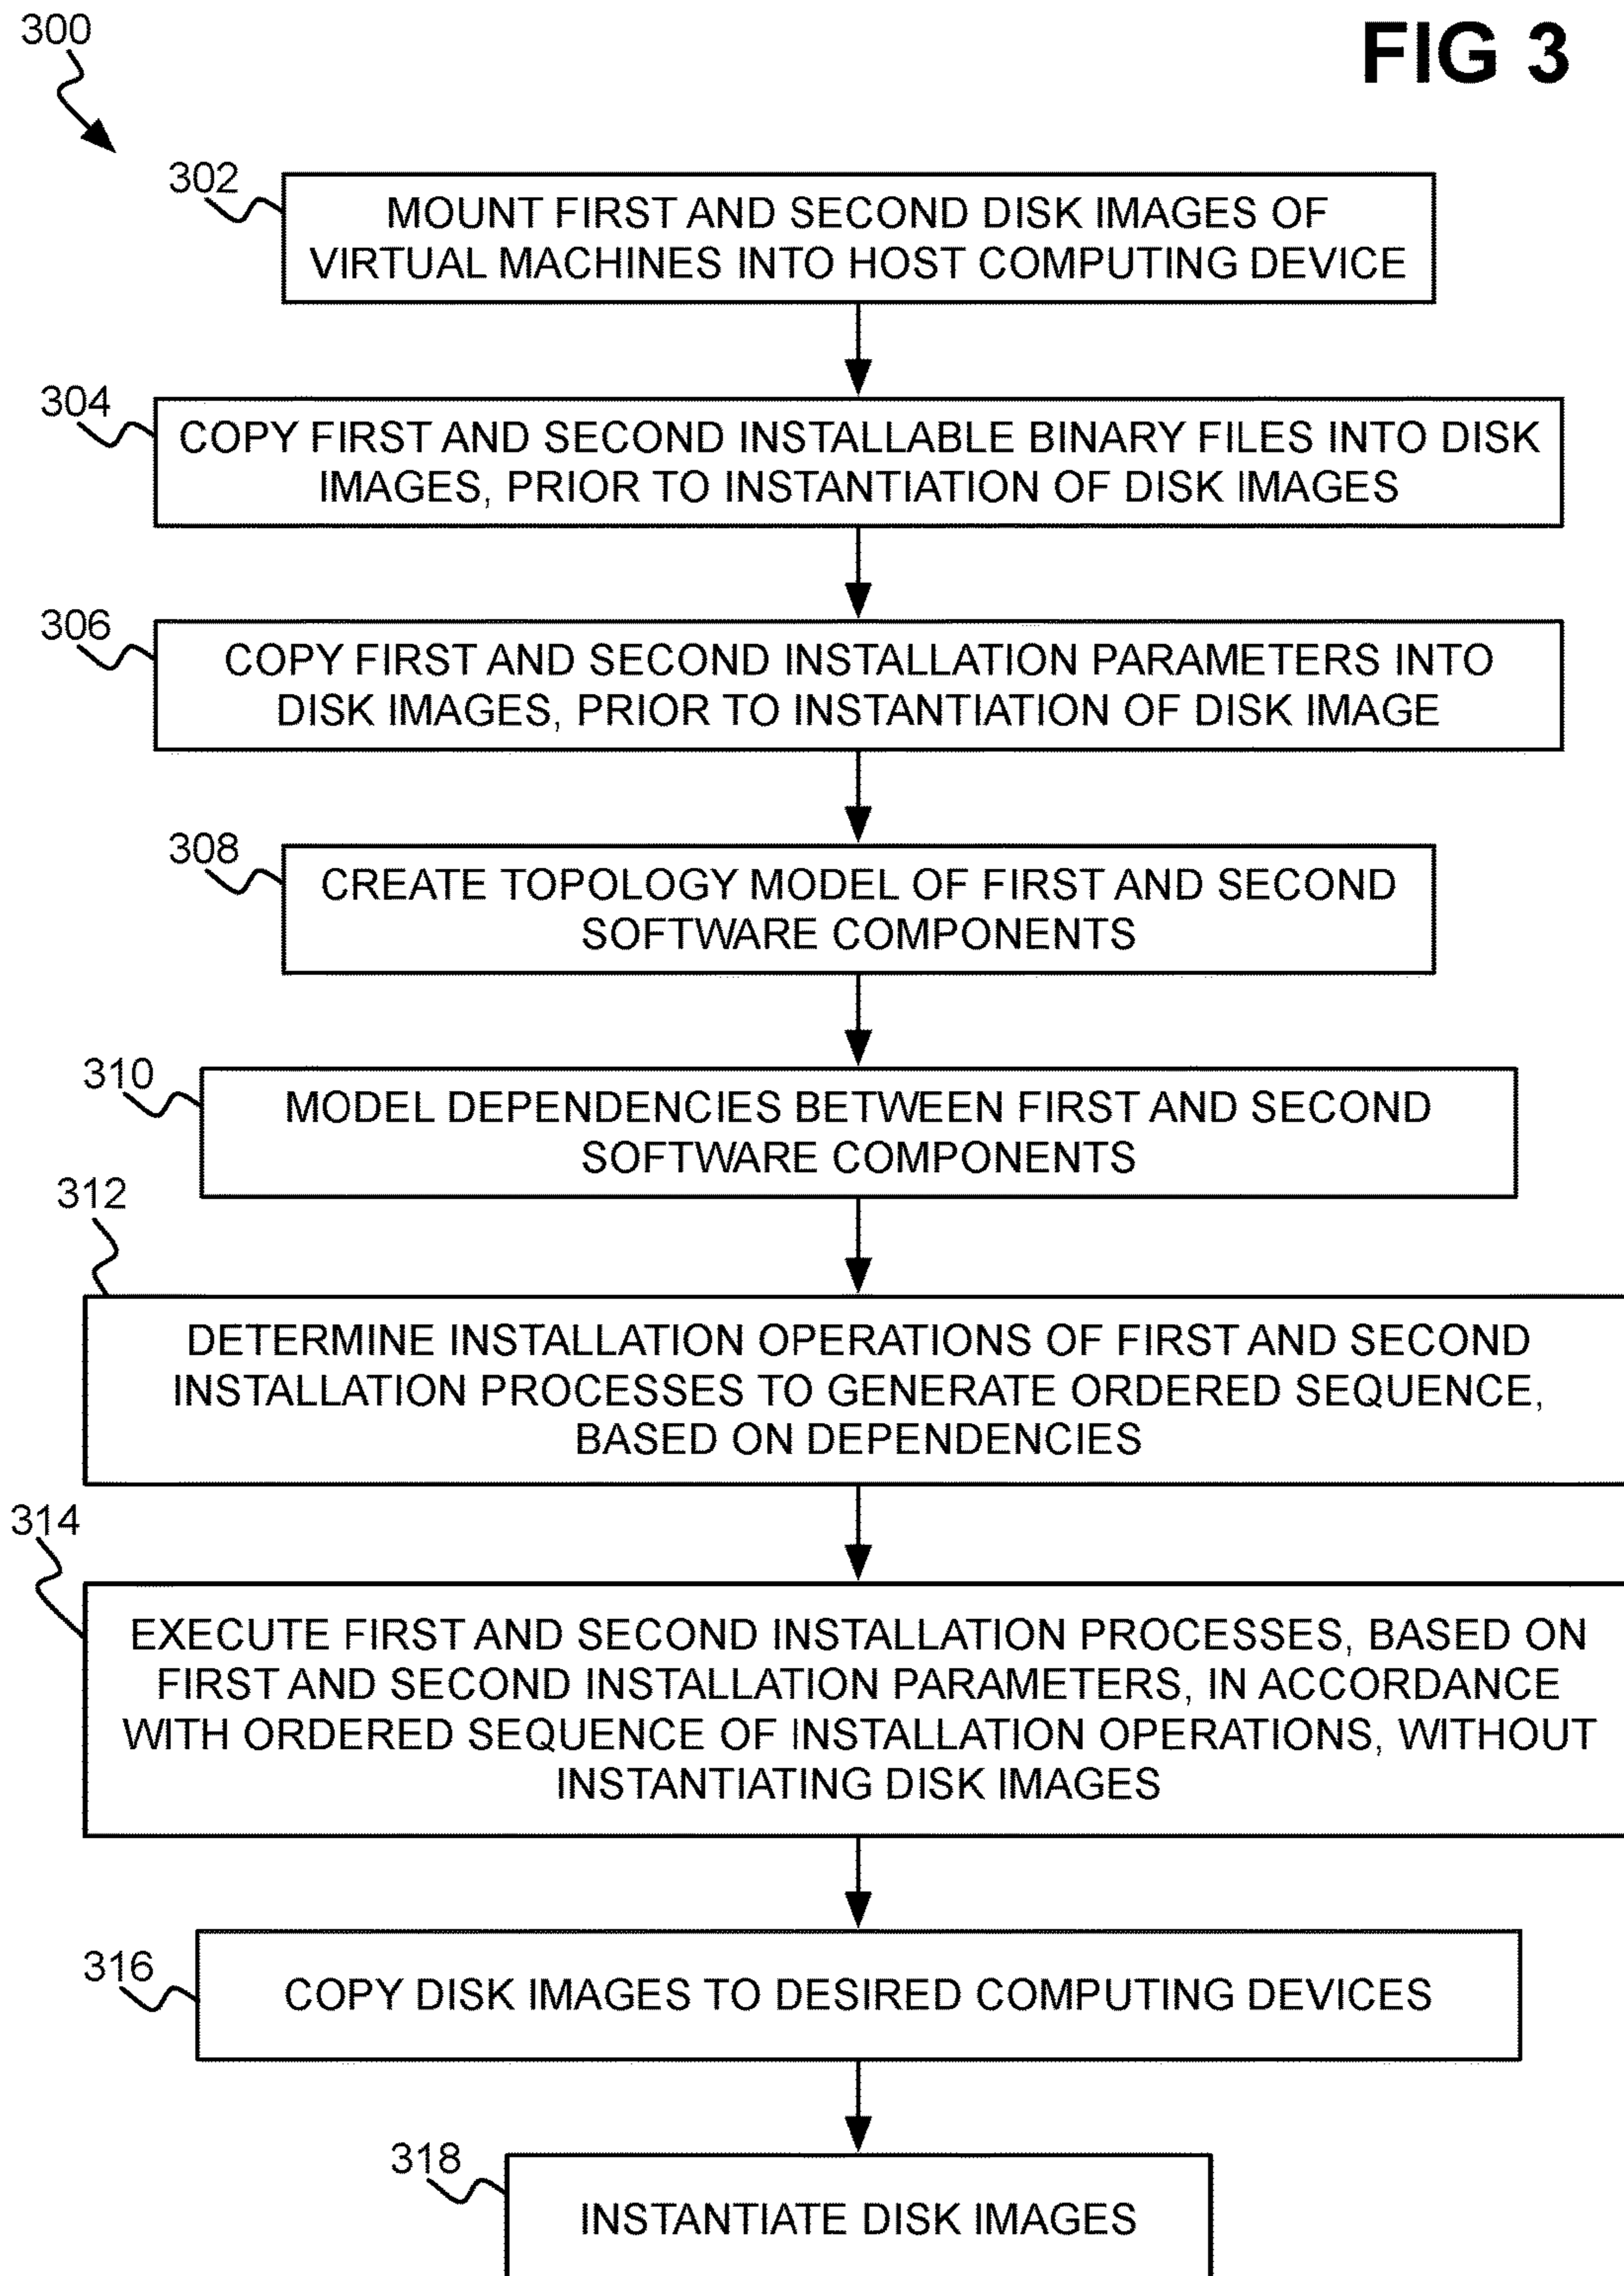 300
FIG 3
302
MOUNT FIRST AND SECOND DISK IMAGES OF
VIRTUAL MACHINES INTO HOST COMPUTING DEVICE
304
COPY FIRST AND SECOND INSTALLABLE BINARY FILES INTO DISK
IMAGES, PRIOR TO INSTANTIATION OF DISK IMAGES
306
COPY FIRST AND SECOND INSTALLATION PARAMETERS INTO
DISK IMAGES, PRIOR TO INSTANTIATION OF DISK IMAGE
308
CREATE TOPOLOGY MODEL OF FIRST AND SECOND
SOFTWARE COMPONENTS
310
MODEL DEPENDENCIES BETWEEN FIRST AND SECOND
SOFTWARE COMPONENTS
312
DETERMINE INSTALLATION OPERATIONS OF FIRST AND SECOND
INSTALLATION PROCESSES TO GENERATE ORDERED SEQUENCE,
BASED ON DEPENDENCIES
314
EXECUTE FIRST AND SECOND INSTALLATION PROCESSES, BASED ON
FIRST AND SECOND INSTALLATION PARAMETERS, IN ACCORDANCE
WITH ORDERED SEQUENCE OF INSTALLATION OPERATIONS, WITHOUT
INSTANTIATING DISK IMAGES
316
COPY DISK IMAGES TO DESIRED COMPUTING DEVICES
318
INSTANTIATE DISK IMAGES